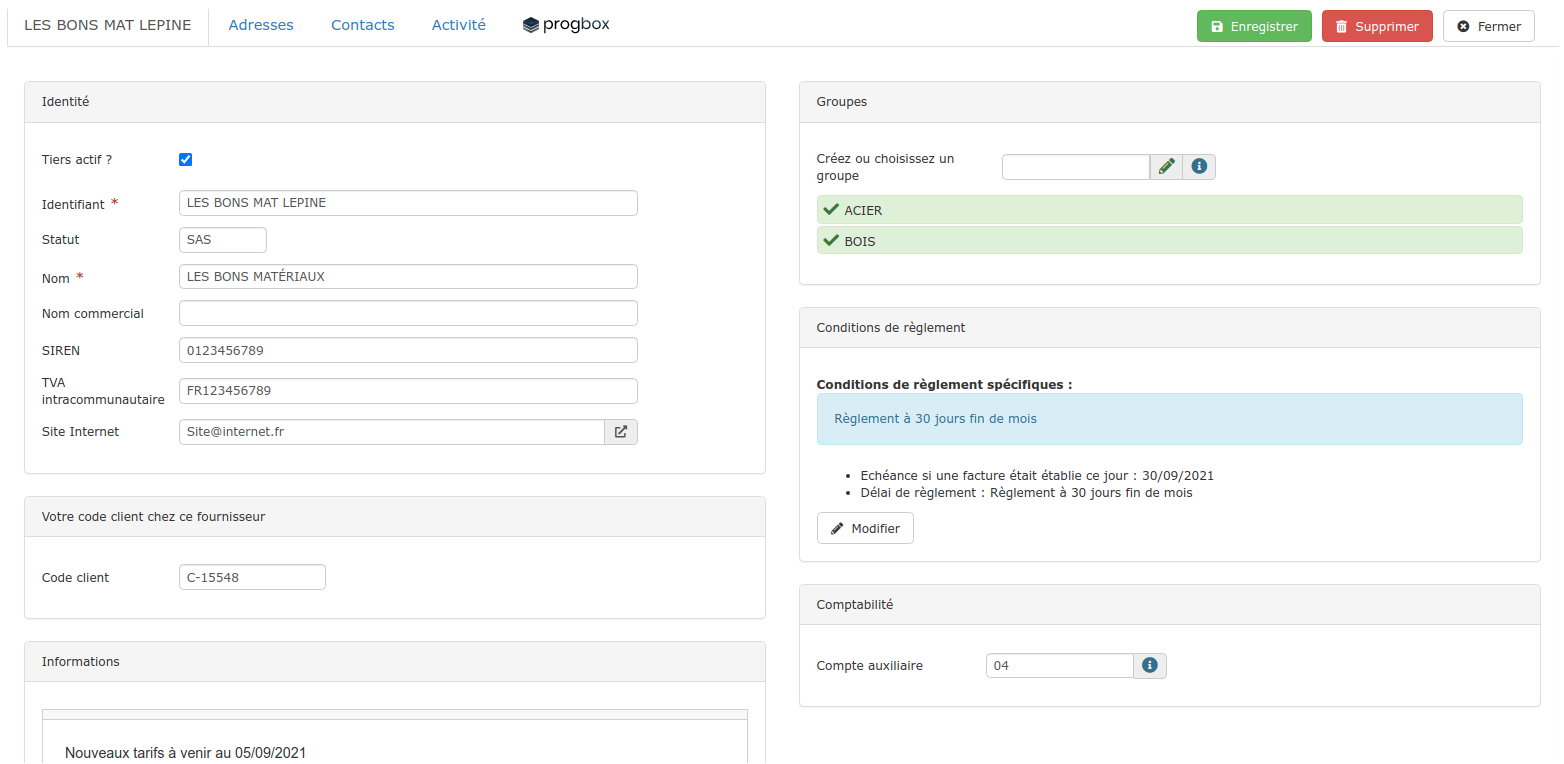 LES BONS MAT LEPINE
Adresses
Contacts
Activité
progbox
Enregistrer
Supprimer
Fermer
Identité
Tiers actif ?
Identifiant *
LES BONS MAT LEPINE
Statut
SAS
Nom *
LES BONS MATÉRIAUX
Nom commercial
SIREN
0123456789
TVA
intracommunautaire
FR123456789
Site Internet
Site@internet.fr
Votre code client chez ce fournisseur
Code client
C-15548
Informations
Nouveaux tarifs à venir au 05/09/2021
Groupes
Créez ou choisissez un
groupe
ACIER
BOIS
Conditions de règlement
Conditions de règlement spécifiques :
Règlement à 30 jours fin de mois
• Echéance si une facture était établie ce jour : 30/09/2021
• Délai de règlement : Règlement à 30 jours fin de mois
Modifier
Comptabilité
Compte auxiliaire
04